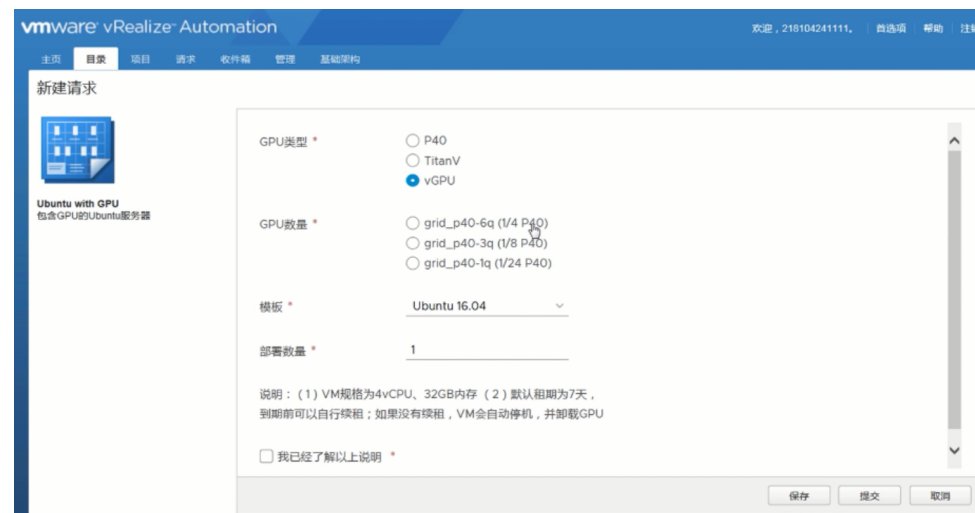 vmware vRealize Automation
欢迎，218104241111。 首选项 帮助
主页 目录 项目 请求 收件箱 管理 基础架构
新建请求
GPU类型 *
P40
TitanV
vGPU
Ubuntu with GPU
包含GPU的Ubuntu服务器
GPU数量 *
grid_p40-6q (1/4 P40)
grid_p40-3q (1/8 P40)
grid_p40-1q (1/24 P40)
模板 * Ubuntu 16.04
部署数量 * 1
说明：（1）VM规格为4vCPU、32GB内存（2）默认租期为7天，
到期前可以自行续租；如果没有续租，VM会自动停机，并卸载GPU
我已经了解以上说明 *
保存 提交 取消